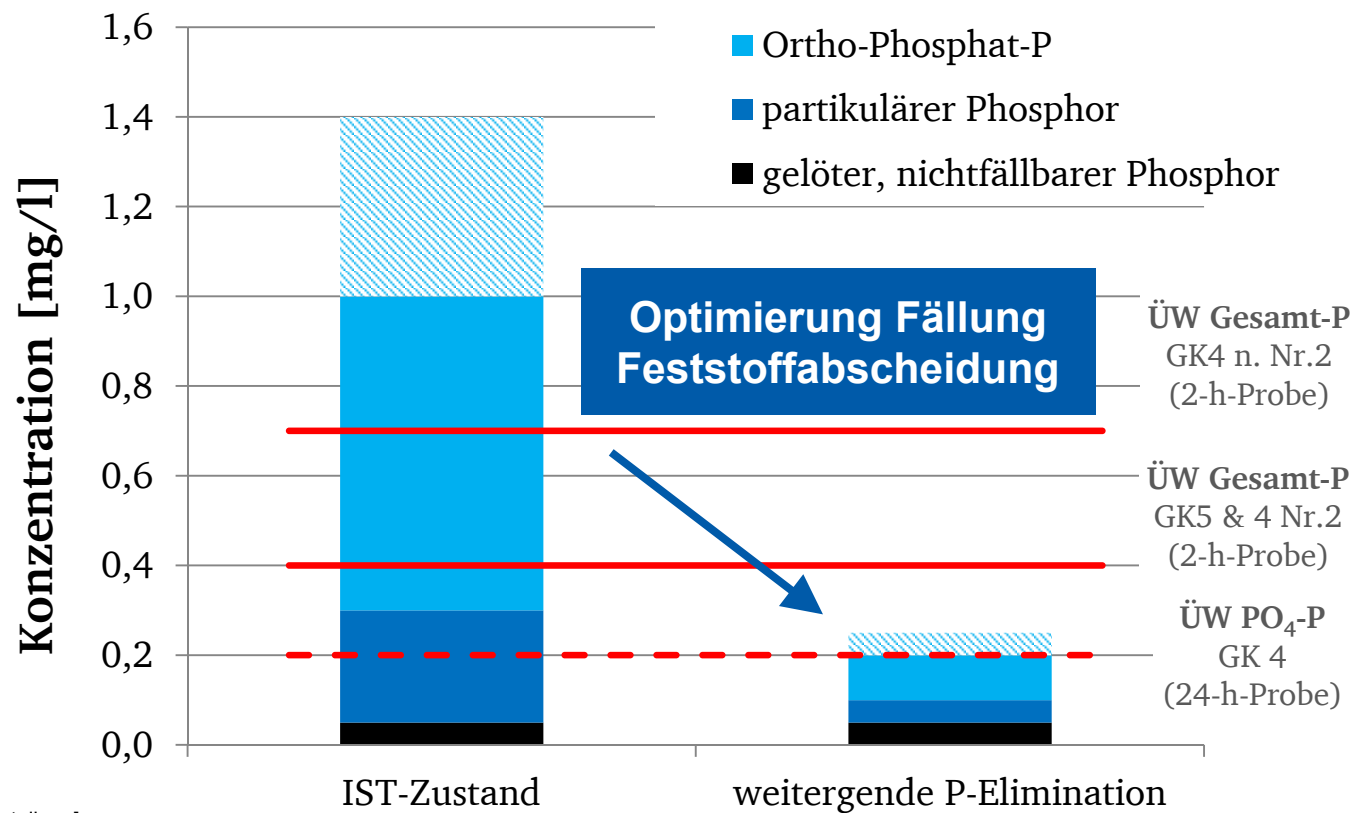 Konzentration [mg/l]
1,6
1,4
1,2
1,0
0,8
0,6
0,4
0,2
0,0
Ortho-Phosphat-P
partikulärer Phosphor
gelöter, nichtfällbarer Phosphor
Optimierung Fällung
Feststoffabscheidung
ÜW Gesamt-P
GK4 n. Nr.2
(2-h-Probe)
ÜW Gesamt-P
GK5 & 4 Nr.2
(2-h-Probe)
ÜW PO₄-P
GK 4
(24-h-Probe)
IST-Zustand
weitergende P-Elimination